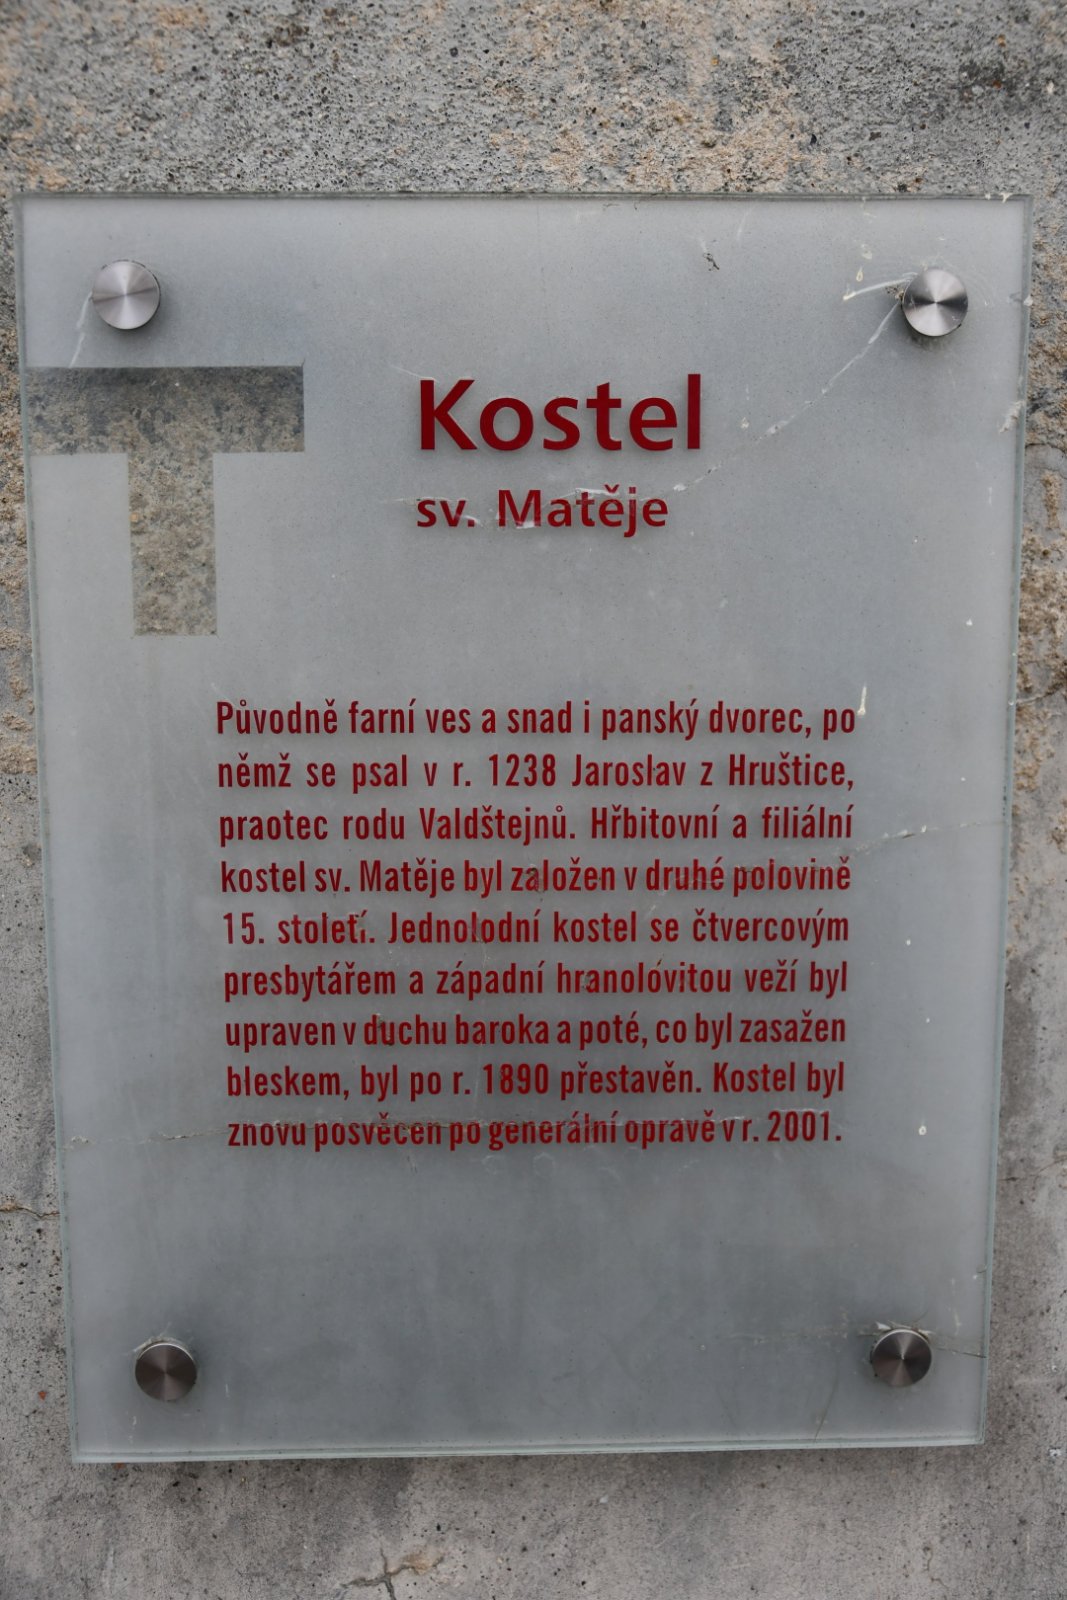 Kostel
sv. Matěje
Původně farní ves a snad i panský dvorec, po
němž se psal v r. 1238 Jaroslav z Hruštice,
praotec rodu Valdštejnů. Hřbitovní a filiální
kostel sv. Matěje byl založen v druhé polovině
15. století. Jednolodní kostel se čtvercovým
presbytářem a západní hranolovitou veží byl
upraven v duchu baroka a poté, co byl zasažen
bleskem, byl po r. 1890 přestavěn. Kostel byl
znovu posvěcen po generální opravě v r. 2001.